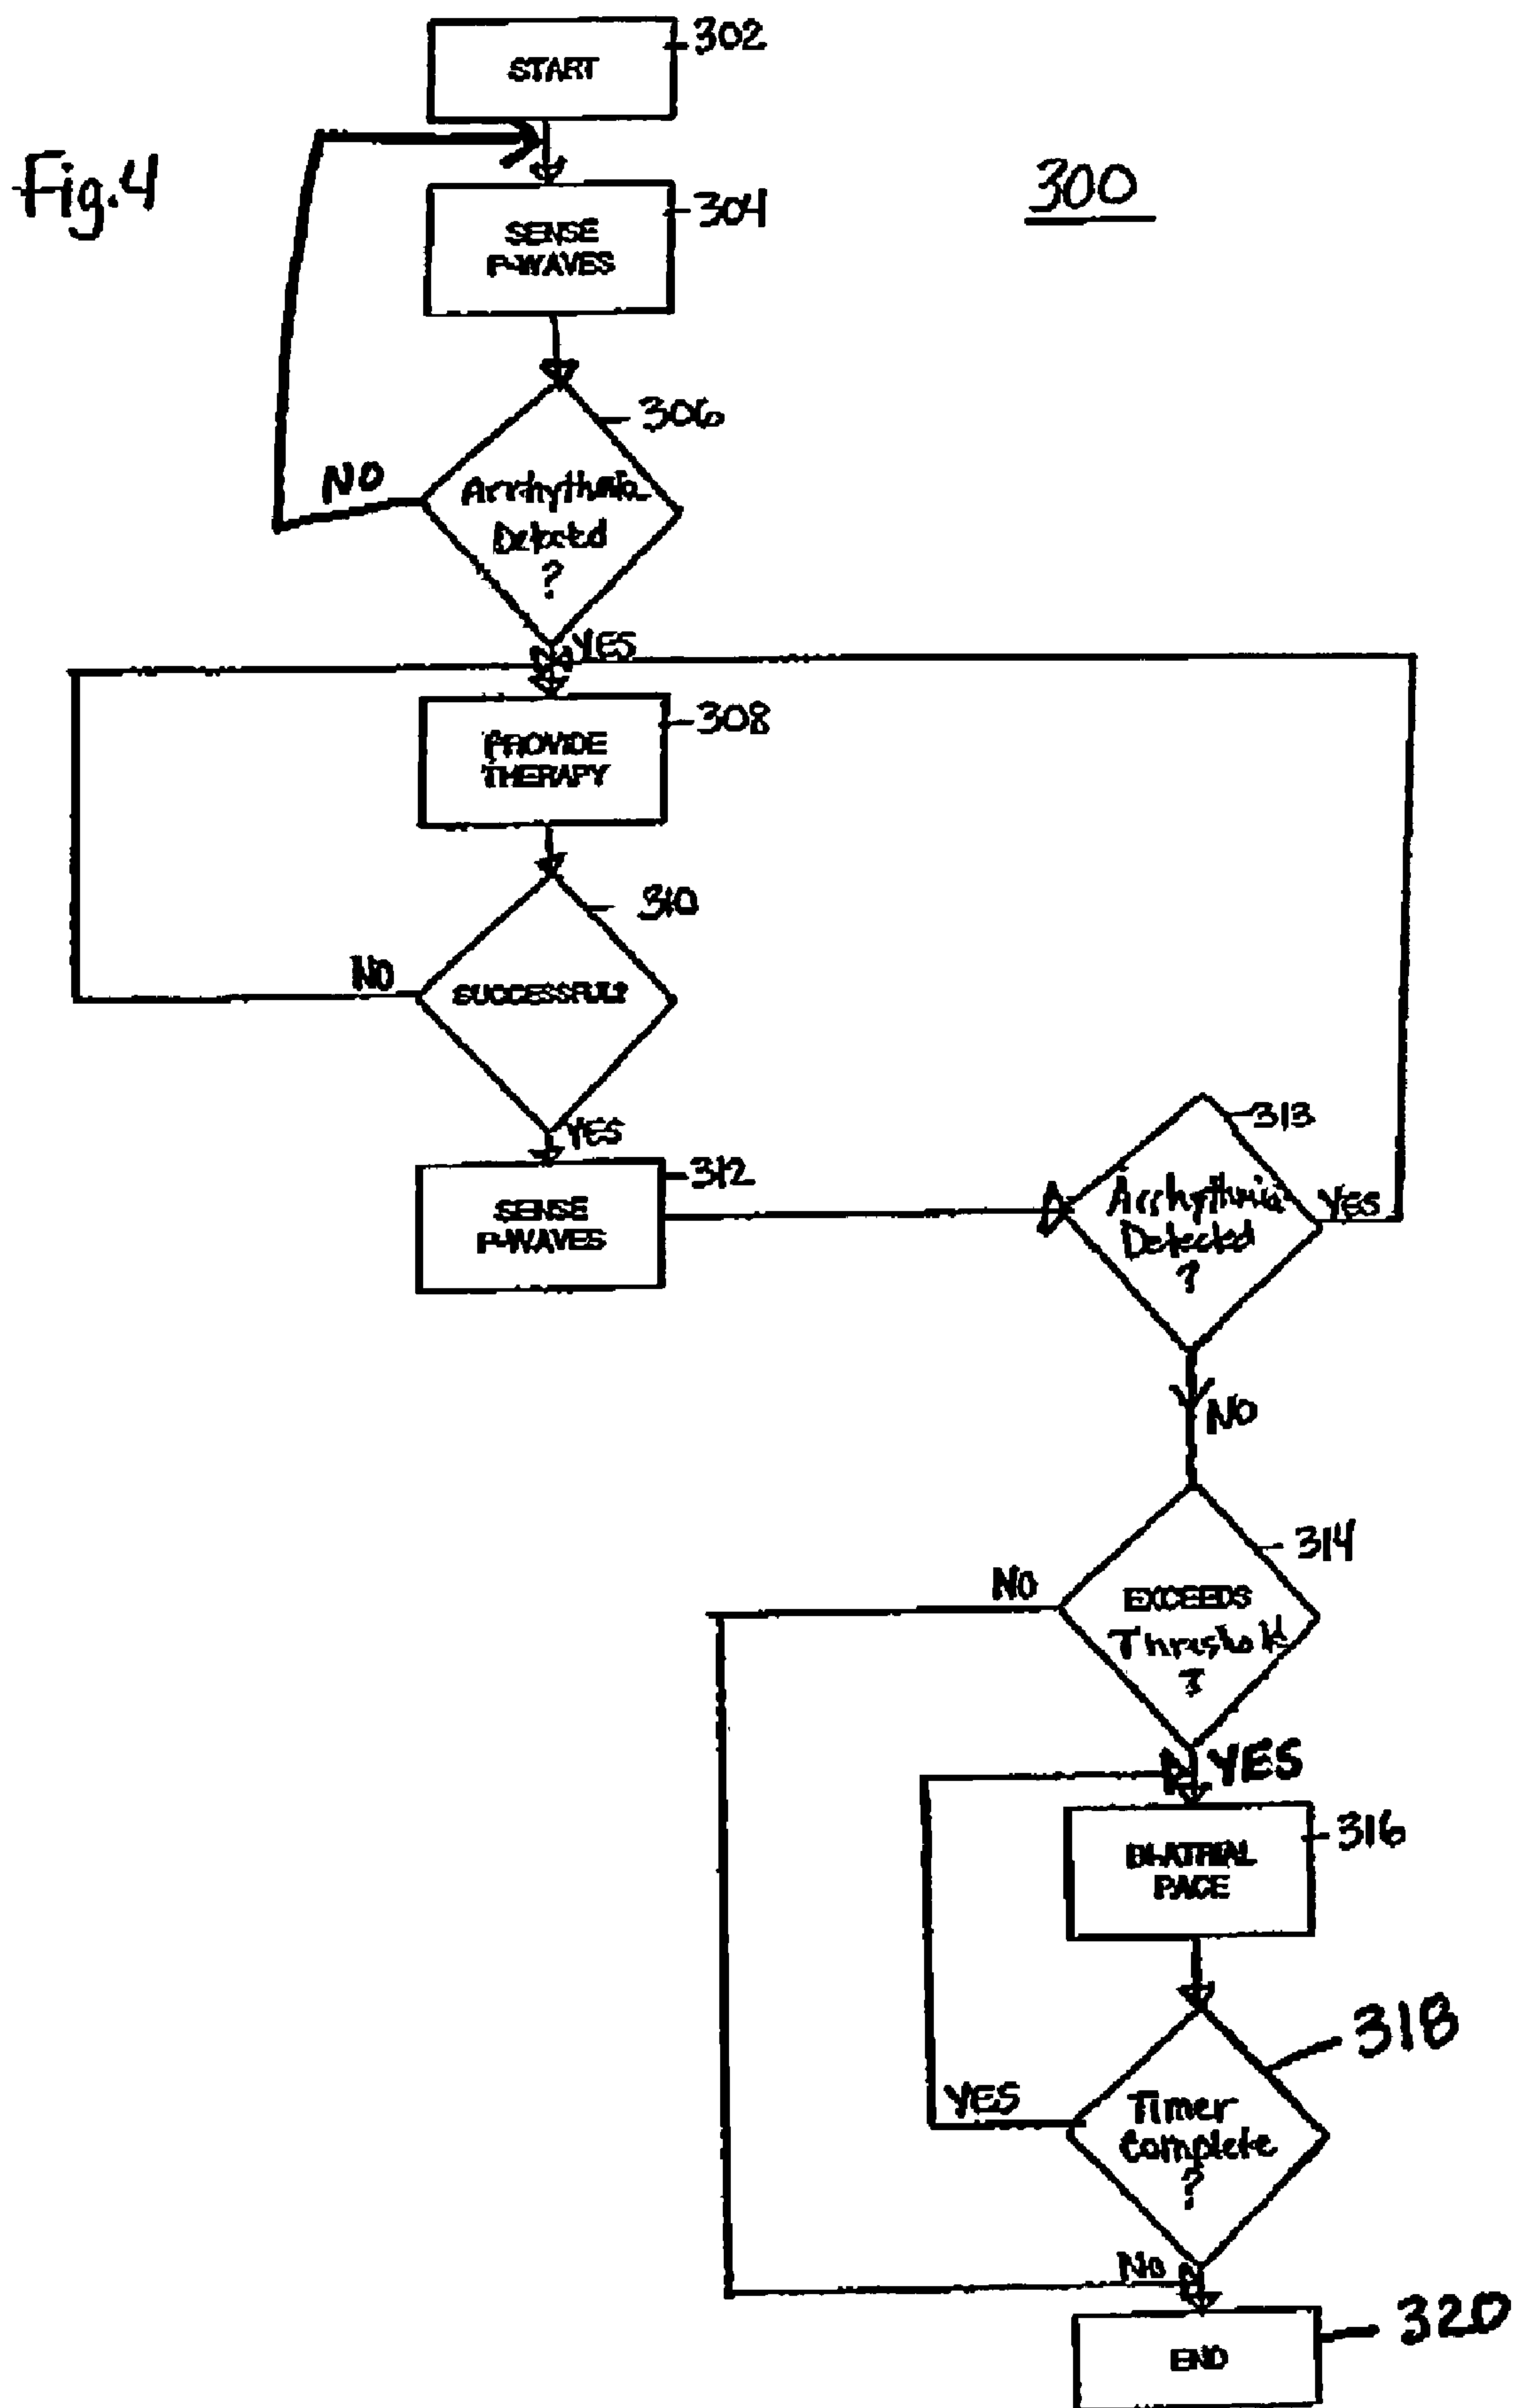 302
START
Fig.4
300
304
SENSE
P-WAVES
306
NO
Arrhythmia
Detected
?
YES
308
PROVIDE
THERAPY
310
NO
SUCCESSFUL?
YES
312
SENSE
P-WAVES
313
Arrhythmia
Detected
?
YES
NO
314
NO
EXCEEDS
Threshold
?
YES
316
BI-ATRIAL
PACE
318
YES
Timer
Complete
?
No
320
END